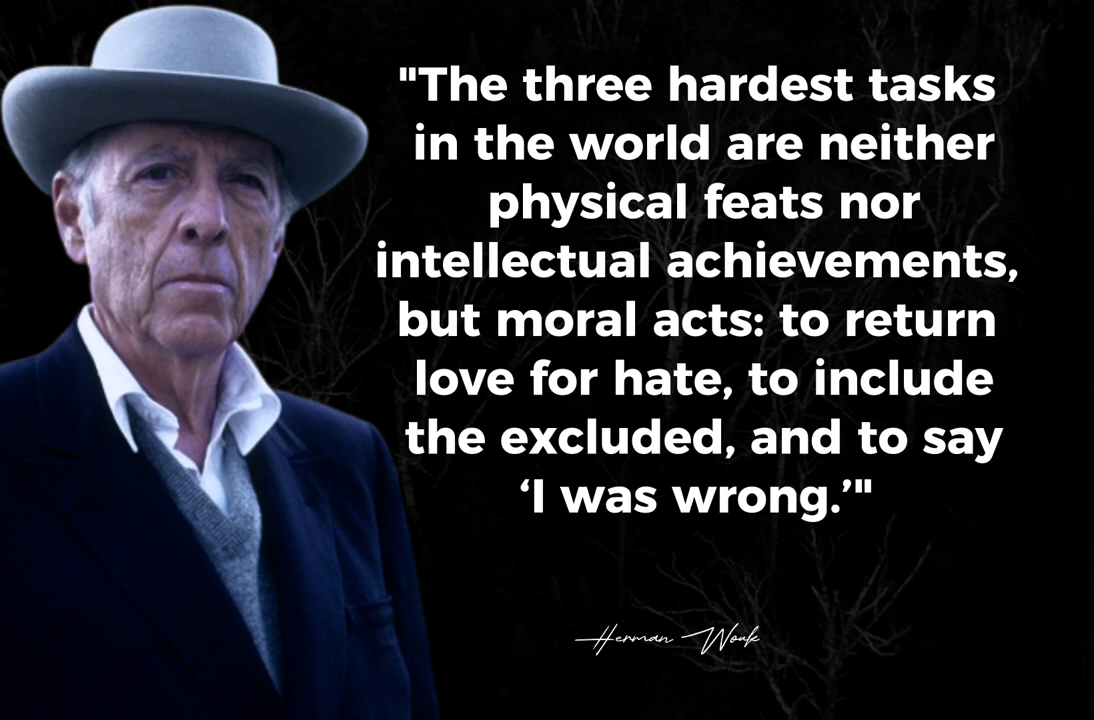 "The three hardest tasks
in the world are neither
physical feats nor
intellectual achievements,
but moral acts: to return
love for hate, to include
the excluded, and to say
‘I was wrong.’"
Herman Wouk